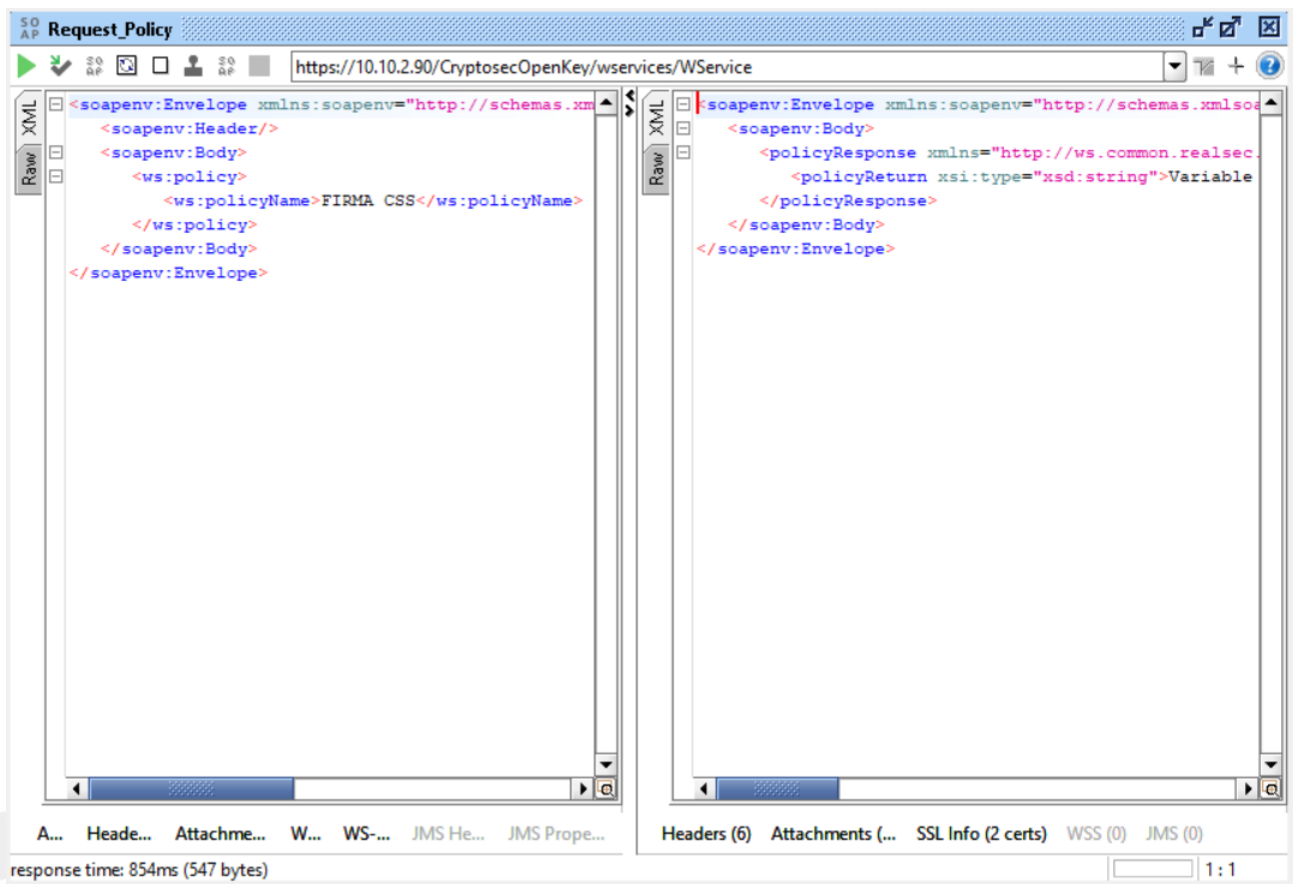 SOAP Request_Policy
SOAP SOAP https://10.10.2.90/CryptosecOpenKey/wservices/WService
XML
Raw
<soapenv:Envelope xmlns:soapenv="http://schemas.xm
<soapenv:Header/>
<soapenv:Body>
<ws:policy>
<ws:policyName>FIRMA CSS</ws:policyName>
</ws:policy>
</soapenv:Body>
</soapenv:Envelope>
XML
Raw
<soapenv:Envelope xmlns:soapenv="http://schemas.xmlsoa
<soapenv:Body>
<policyResponse xmlns="http://ws.common.realsec.
<policyReturn xsi:type="xsd:string">Variable
</policyResponse>
</soapenv:Body>
</soapenv:Envelope>
A... Heade... Attachme... W... WS-... JMS He... JMS Prope...
Headers (6) Attachments (... SSL Info (2 certs) WSS (0) JMS (0)
response time: 854ms (547 bytes)
1:1